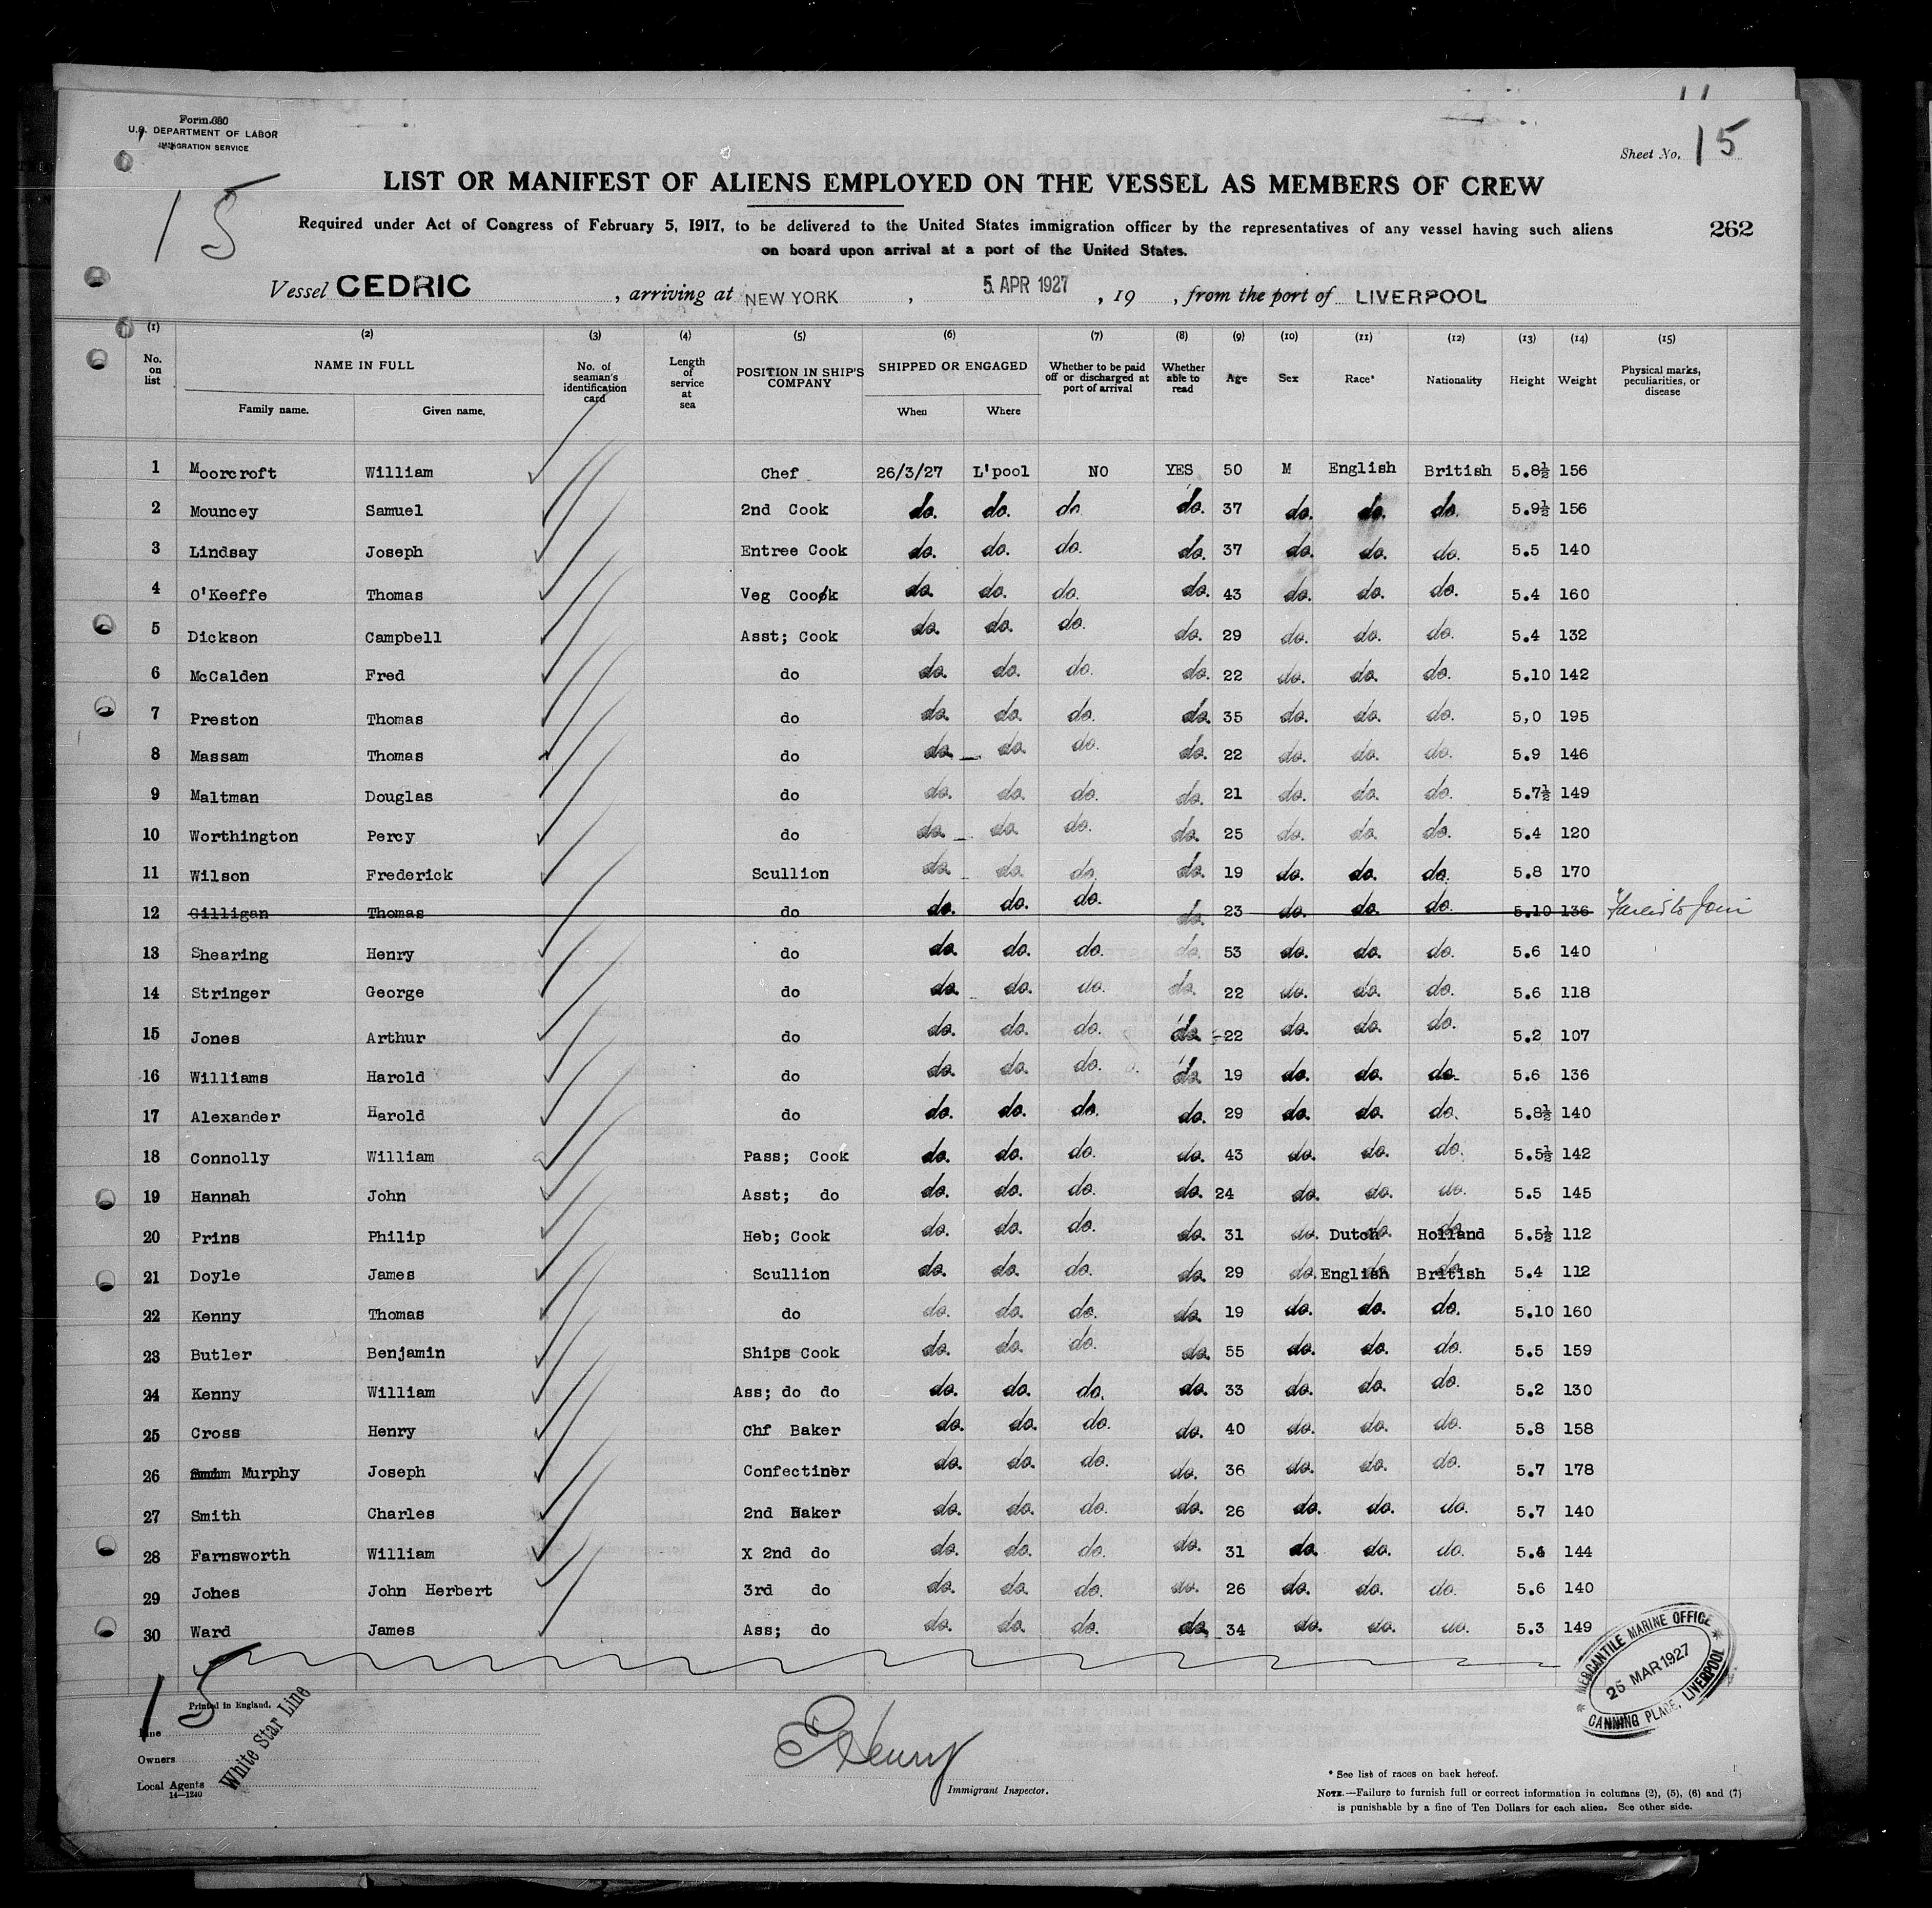 Form 680
U.S. DEPARTMENT OF LABOR
IMMIGRATION SERVICE
Sheet No. 15
15
LIST OR MANIFEST OF ALIENS EMPLOYED ON THE VESSEL AS MEMBERS OF CREW
Required under Act of Congress of February 5, 1917, to be delivered to the United States immigration officer by the representatives of any vessel having such aliens
on board upon arrival at a port of the United States.
262
Vessel CEDRIC, arriving at NEW YORK, 5 APR 1927, 19 , from the port of LIVERPOOL
(1) (2) (3) (4) (5) (6) (7) (8) (9) (10) (11) (12) (13) (14) (15)
No. on list NAME IN FULL Family name. Given name. No. of seaman's identification card Length of service at sea POSITION IN SHIP'S COMPANY SHIPPED OR ENGAGED When Where Whether to be paid off or discharged at port of arrival Whether able to read Age Sex Race* Nationality Height Weight Physical marks, peculiarities, or disease
1 Moorcroft William Chef 26/3/27 L'pool NO YES 50 M English British 5.8½ 156
2 Mouncey Samuel 2nd Cook do. do. do do. 37 do. do. do. 5.9½ 156
3 Lindsay Joseph Entree Cook do. do. do. do. 37 do. do. do. 5.5 140
4 O'Keeffe Thomas Veg Cook do. do. do. do. 43 do. do. do. 5.4 160
5 Dickson Campbell Asst; Cook do. do. do. do. 29 do. do. do. 5.4 132
6 McCalden Fred do do. do. do. do. 22 do. do. do. 5.10 142
7 Preston Thomas do do. do. do. do. 35 do. do. do. 5,0 195
8 Massam Thomas do do. do. do. do. 22 do. do. do. 5.9 146
9 Maltman Douglas do do. do. do. do. 21 do. do. do. 5.7½ 149
10 Worthington Percy do do. do. do. do. 25 do. do. do. 5.4 120
11 Wilson Frederick Scullion do. do. do. do. 19 do. do. do. 5.8 170
12 Gilligan Thomas do do. do. do. do. 23 do. do. do. 5.10 136 Failed to Join
13 Shearing Henry do do. do. do. do. 53 do. do. do. 5.6 140
14 Stringer George do do. do. do. do. 22 do. do. do. 5.6 118
15 Jones Arthur do do. do. do. do. 22 do. do. do. 5.2 107
16 Williams Harold do do. do. do. do. 19 do. do. do. 5.6 136
17 Alexander Harold do do. do. do. do. 29 do. do. do. 5.8½ 140
18 Connolly William Pass; Cook do. do. do. do. 43 do. do. do. 5.5½ 142
19 Hannah John Asst; do do. do. do. do. 24 do. do. do. 5.5 145
20 Prins Philip Heb; Cook do. do. do. do. 31 do. Dutch do. Holland do. 5.5½ 112
21 Doyle James Scullion do. do. do. do. 29 do. English do. British do. 5.4 112
22 Kenny Thomas do do. do. do. do. 19 do. do. do. 5.10 160
23 Butler Benjamin Ships Cook do. do. do. do. 55 do. do. do. 5.5 159
24 Kenny William Ass; do do do. do. do. do. 33 do. do. do. 5.2 130
25 Cross Henry Chf Baker do. do. do. do. 40 do. do. do. 5.8 158
26 Murphy Joseph Confectiner do. do. do. do. 36 do. do. do. 5.7 178
27 Smith Charles 2nd Baker do. do. do. do. 26 do. do. do. 5.7 140
28 Farnsworth William X 2nd do do. do. do. do. 31 do. do. do. 144
29 Jones John Herbert 3rd do do. do. do. do. 26 do. do. do. 5.6 140
30 Ward James Ass; do do. do. do. do. 34 do. do. do. 5.3 149
15
MERCANTILE MARINE OFFICE
25 MAR 1927
CANNING PLACE, LIVERPOOL
Printed in England.
Line
Owners
Local Agents
14—1240
White Star Line
E Henry
Immigrant Inspector.
* See list of races on back hereof.
NOTE.—Failure to furnish full or correct information in columns (2), (5), (6) and (7)
is punishable by a fine of Ten Dollars for each alien. See other side.